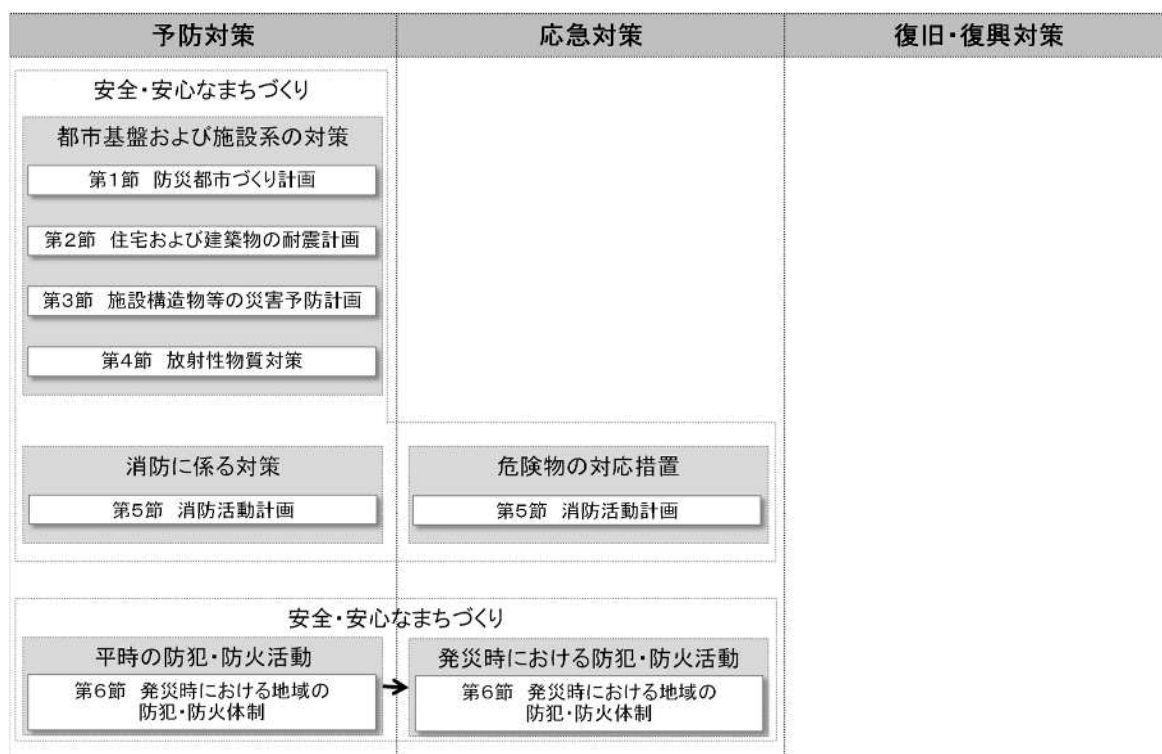 予防対策
応急対策
復旧・復興対策
安全・安心なまちづくり
都市基盤および施設系の対策
第1節 防災都市づくり計画
第2節 住宅および建築物の耐震計画
第3節 施設構造物等の災害予防計画
第4節 放射性物質対策
消防に係る対策
第5節 消防活動計画
危険物の対応措置
第5節 消防活動計画
安全・安心なまちづくり
平時の防犯・防火活動
第6節 発災時における地域の
防犯・防火体制
発災時における防犯・防火活動
第6節 発災時における地域の
防犯・防火体制